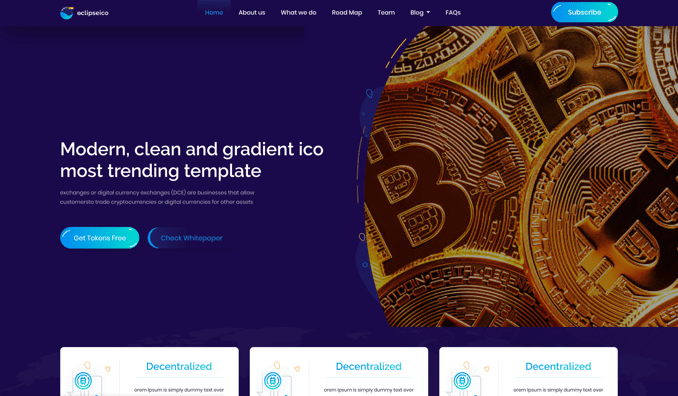 eclipseico
Home About us What we do Road Map Team Blog FAQs
Subscribe
Modern, clean and gradient ico
most trending template
exchanges or digital currency exchanges (DCE) are businesses that allow
customersto trade cryptocurrencies or digital currencies for other assets
Get Tokens Free Check Whitepaper
Decentralized Decentralized Decentralized
orem Ipsum is simply dummy text over orem Ipsum is simply dummy text over orem Ipsum is simply dummy text over